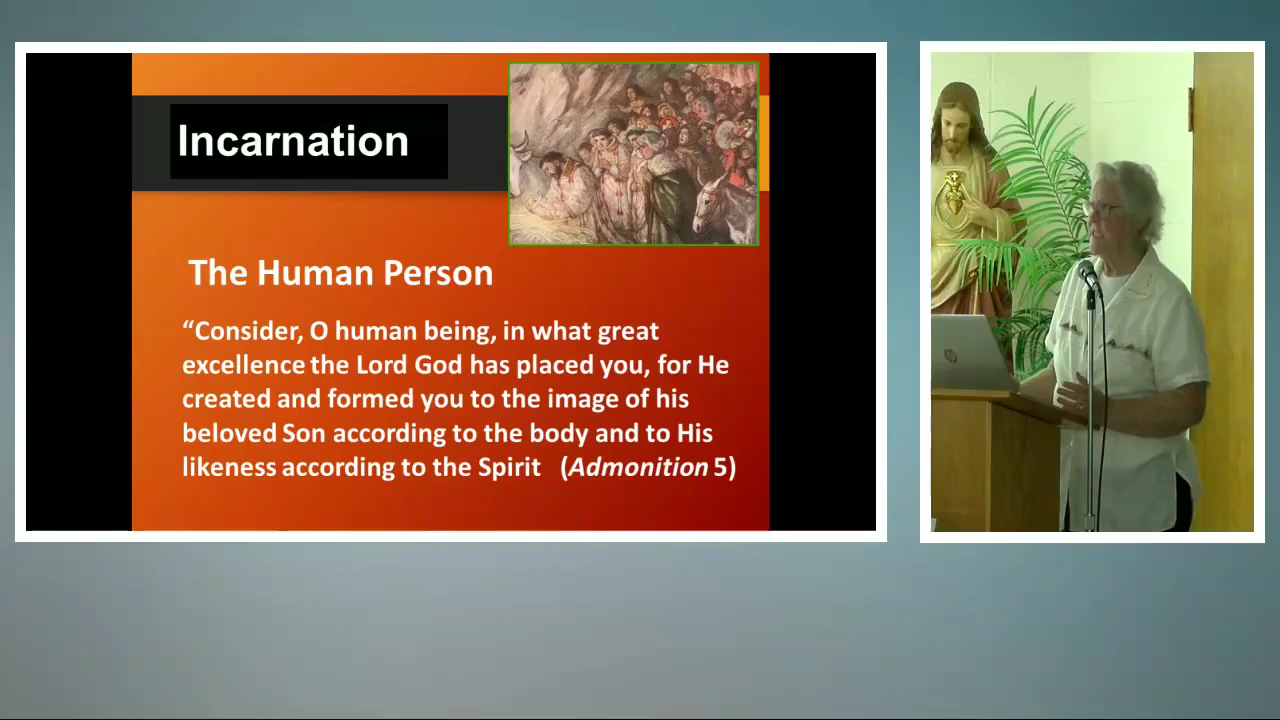 Incarnation
The Human Person
“Consider, O human being, in what great
excellence the Lord God has placed you, for He
created and formed you to the image of his
beloved Son according to the body and to His
likeness according to the Spirit (Admonition 5)